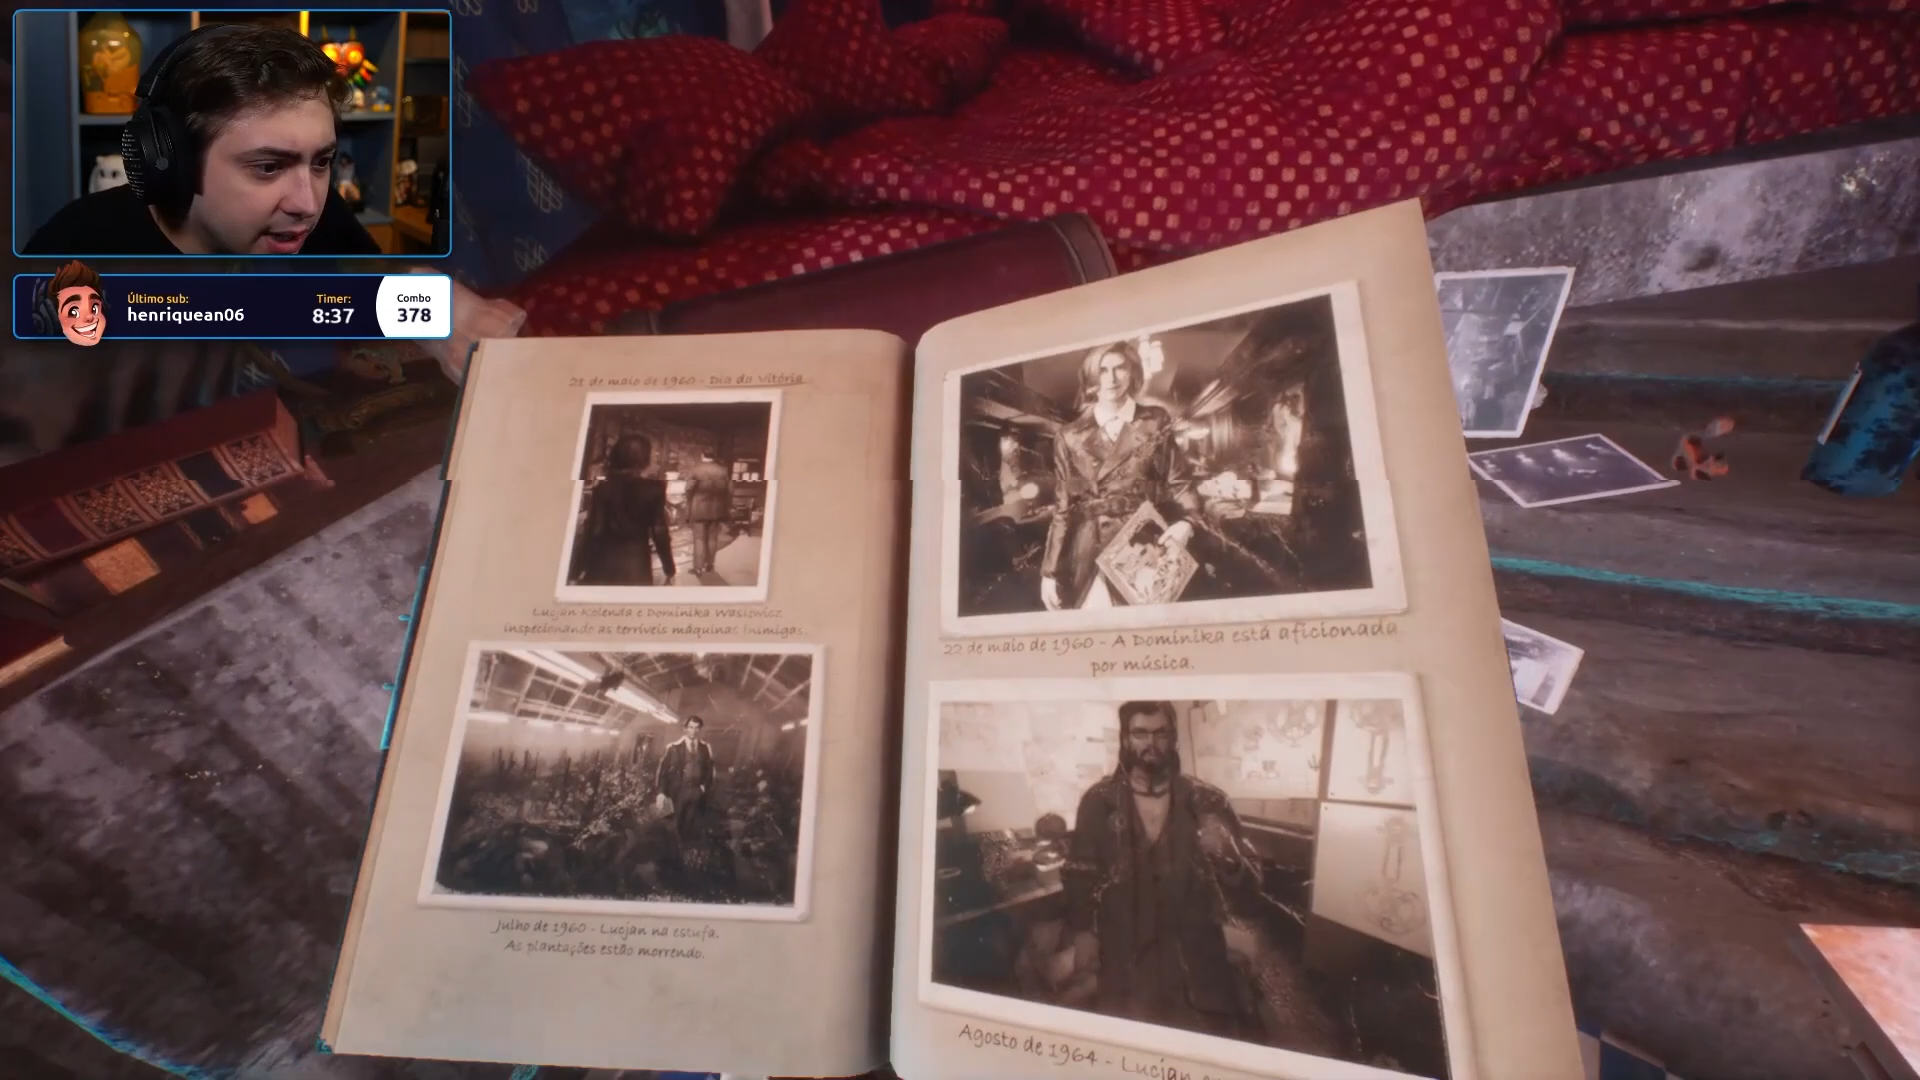 Último sub:
henriquean06
Timer:
8:37
Combo
378
21 de maio de 1960 - Dia da Vitória
Lucjan Kolenda e Dominika Wasiowicz
inspecionando as terríveis máquinas inimigas.
Julho de 1960 - Lucjan na estufa.
As plantações estão morrendo.
22 de maio de 1960 - A Dominika está aficionada
por música.
Agosto de 1964 - Lucjan